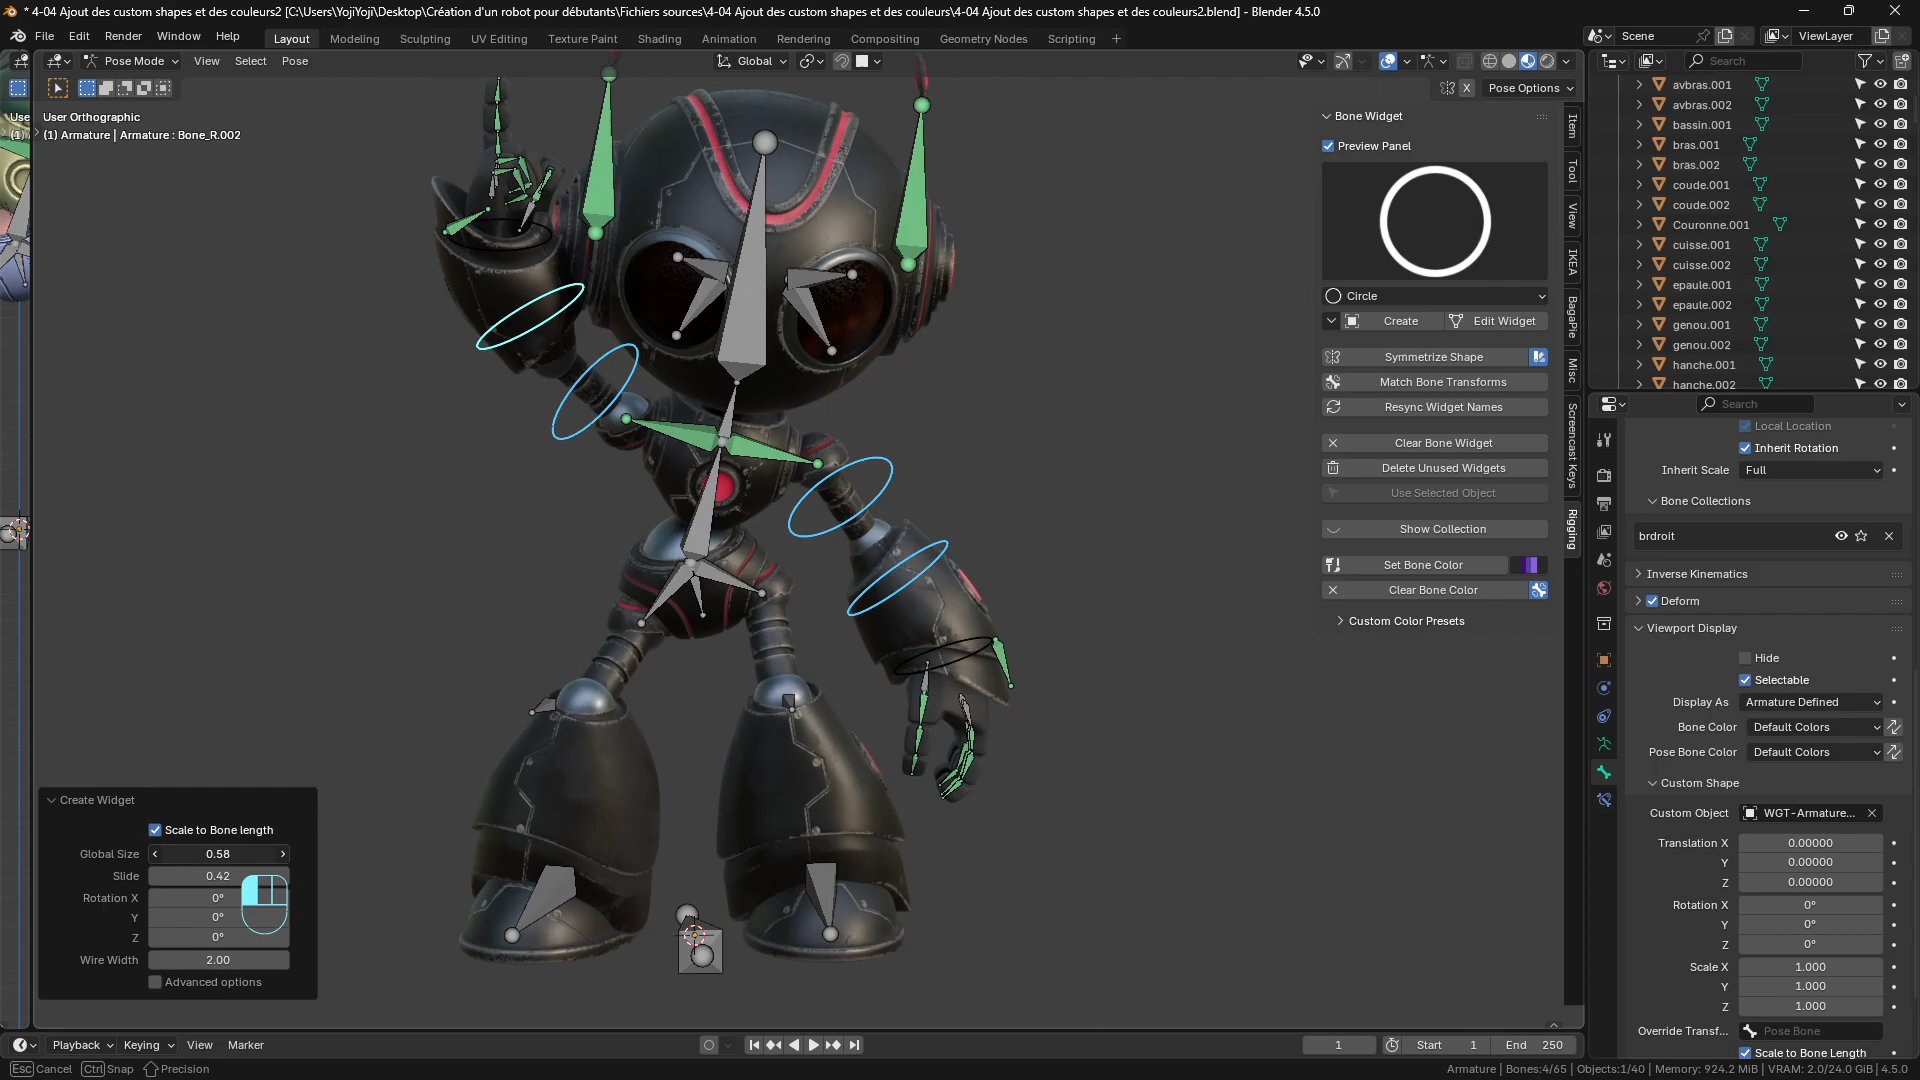 * 4-04 Ajout des custom shapes et des couleurs2 [C:\Users\YojiYoji\Desktop\Création d'un robot pour débutants\Fichiers sources\4-04 Ajout des custom shapes et des couleurs\4-04 Ajout des custom shapes et des couleurs2.blend] - Blender 4.5.0
File Edit Render Window Help
Layout Modeling Sculpting UV Editing Texture Paint Shading Animation Rendering Compositing Geometry Nodes Scripting +
Scene
ViewLayer
Pose Mode View Select Pose
Global
Search
X Pose Options
Use
(1)
User Orthographic
(1) Armature | Armature : Bone_R.002
Bone Widget
Preview Panel
Circle
Create
Edit Widget
Symmetrize Shape
Match Bone Transforms
Resync Widget Names
Clear Bone Widget
Delete Unused Widgets
Use Selected Object
Show Collection
Set Bone Color
Clear Bone Color
Custom Color Presets
Item
Tool
View
IKEA
BagaPie
Misc
Screencast Keys
Rigging
avbras.001
avbras.002
bassin.001
bras.001
bras.002
coude.001
coude.002
Couronne.001
cuisse.001
cuisse.002
epaule.001
epaule.002
genou.001
genou.002
hanche.001
hanche.002
Search
Local Location
Inherit Rotation
Inherit Scale Full
Bone Collections
brdroit
Inverse Kinematics
Deform
Viewport Display
Hide
Selectable
Display As Armature Defined
Bone Color Default Colors
Pose Bone Color Default Colors
Custom Shape
Custom Object WGT-Armature...
Translation X 0.00000
Y 0.00000
Z 0.00000
Rotation X 0°
Y 0°
Z 0°
Scale X 1.000
Y 1.000
Z 1.000
Override Transf... Pose Bone
Scale to Bone Length
Create Widget
Scale to Bone length
Global Size 0.58
Slide 0.42
Rotation X 0°
Y 0°
Z 0°
Wire Width 2.00
Advanced options
Playback Keying View Marker
1 Start 1 End 250
Esc Cancel Ctrl Snap Precision
Armature | Bones:4/65 | Objects:1/40 | Memory: 924.2 MiB | VRAM: 2.0/24.0 GiB | 4.5.0